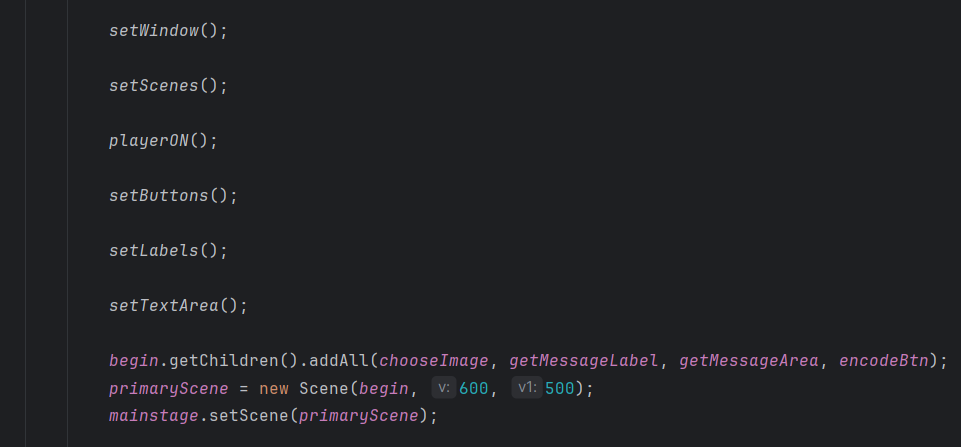 setWindow();
setScenes();
playerON();
setButtons();
setLabels();
setTextArea();
begin.getChildren().addAll(chooseImage, getMessageLabel, getMessageArea, encodeBtn);
primaryScene = new Scene(begin, v: 600, v1: 500);
mainstage.setScene(primaryScene);